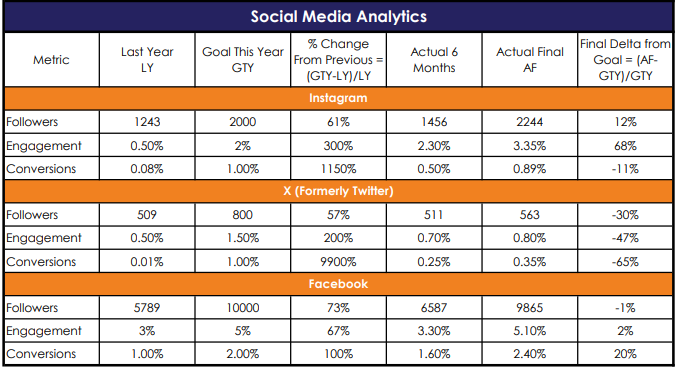 Social Media Analytics
Metric Last Year LY Goal This Year GTY % Change From Previous = (GTY-LY)/LY Actual 6 Months Actual Final AF Final Delta from Goal = (AF-GTY)/GTY
Instagram
Followers 1243 2000 61% 1456 2244 12%
Engagement 0.50% 2% 300% 2.30% 3.35% 68%
Conversions 0.08% 1.00% 1150% 0.50% 0.89% -11%
X (Formerly Twitter)
Followers 509 800 57% 511 563 -30%
Engagement 0.50% 1.50% 200% 0.70% 0.80% -47%
Conversions 0.01% 1.00% 9900% 0.25% 0.35% -65%
Facebook
Followers 5789 10000 73% 6587 9865 -1%
Engagement 3% 5% 67% 3.30% 5.10% 2%
Conversions 1.00% 2.00% 100% 1.60% 2.40% 20%